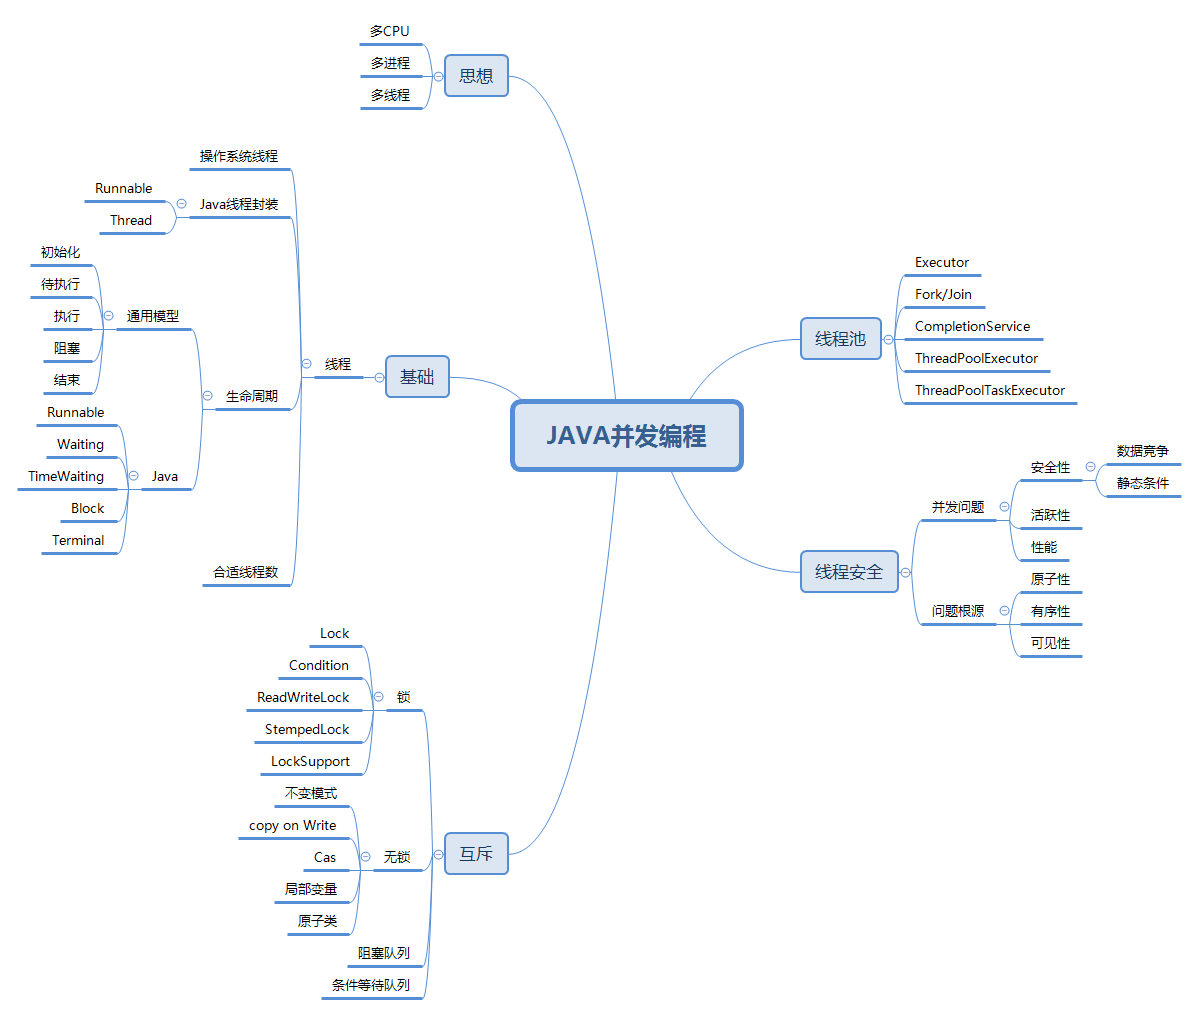 JAVA并发编程
思想
多CPU
多进程
多线程
基础
线程
操作系统线程
Java线程封装
Runnable
Thread
生命周期
通用模型
初始化
待执行
执行
阻塞
结束
Java
Runnable
Waiting
TimeWaiting
Block
Terminal
合适线程数
互斥
锁
Lock
Condition
ReadWriteLock
StempedLock
LockSupport
无锁
不变模式
copy on Write
Cas
局部变量
原子类
阻塞队列
条件等待队列
线程池
Executor
Fork/Join
CompletionService
ThreadPoolExecutor
ThreadPoolTaskExecutor
线程安全
并发问题
安全性
数据竞争
静态条件
活跃性
性能
问题根源
原子性
有序性
可见性